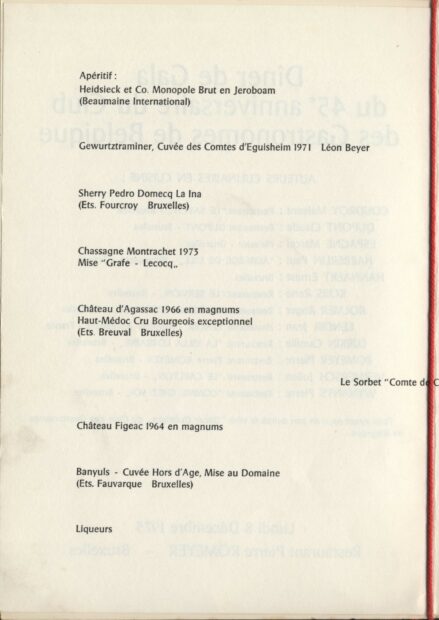 Apéritif :
Heidsieck et Co. Monopole Brut en Jeroboam
(Beaumaine International)
Gewurtztraminer, Cuvée des Comtes d'Eguisheim 1971 Léon Beyer
Sherry Pedro Domecq La Ina
(Ets. Fourcroy Bruxelles)
Chassagne Montrachet 1973
Mise "Grafe - Lecocq„
Château d'Agassac 1966 en magnums
Haut-Médoc Cru Bourgeois exceptionnel
(Ets. Breuval Bruxelles)
Le Sorbet "Comte de C
Château Figeac 1964 en magnums
Banyuls - Cuvée Hors d'Age, Mise au Domaine
(Ets. Fauvarque Bruxelles)
Liqueurs